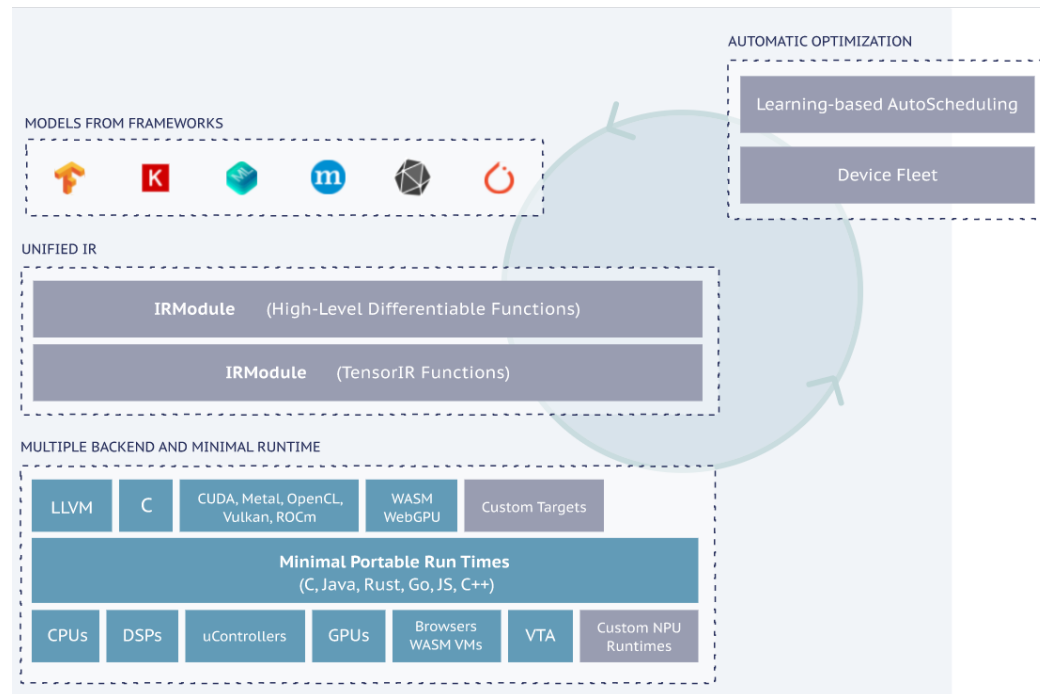 AUTOMATIC OPTIMIZATION
Learning-based AutoScheduling
Device Fleet
MODELS FROM FRAMEWORKS
K
ML
m
UNIFIED IR
IRModule (High-Level Differentiable Functions)
IRModule (TensorIR Functions)
MULTIPLE BACKEND AND MINIMAL RUNTIME
LLVM
C
CUDA, Metal, OpenCL,
Vulkan, ROCm
WASM
WebGPU
Custom Targets
Minimal Portable Run Times
(C, Java, Rust, Go, JS, C++)
CPUs
DSPs
uControllers
GPUs
Browsers
WASM VMs
VTA
Custom NPU
Runtimes